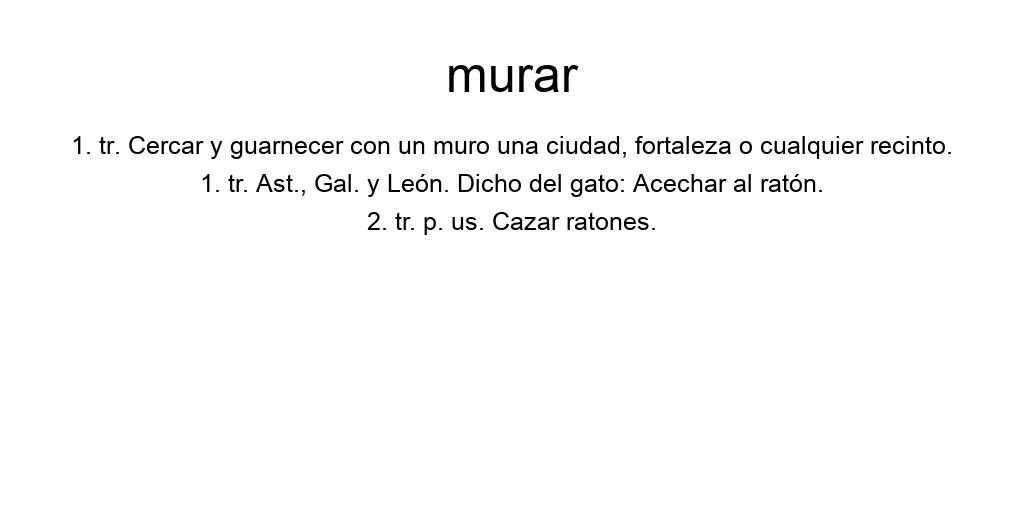 murar
1. tr. Cercar y guarnecer con un muro una ciudad, fortaleza o cualquier recinto.
1. tr. Ast., Gal. y León. Dicho del gato: Acechar al ratón.
2. tr. p. us. Cazar ratones.